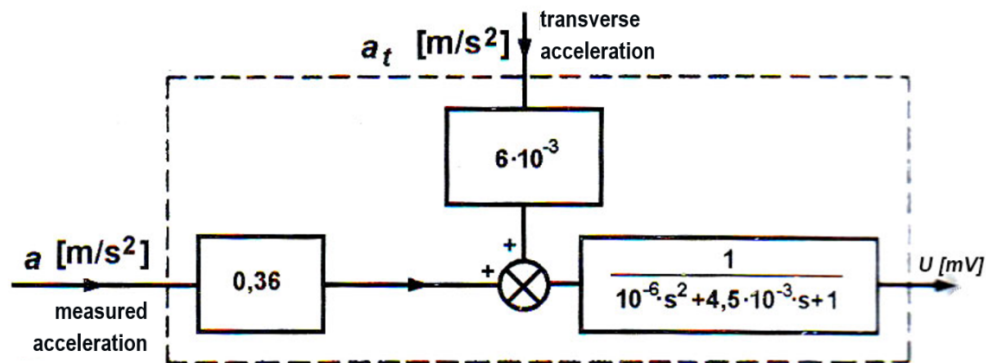 transverse
acceleration
a_t [m/s²]
6·10⁻³
+
a [m/s²]
0,36
+
1
10⁻⁶·s² +4,5·10⁻³·s+1
U [mV]
measured
acceleration